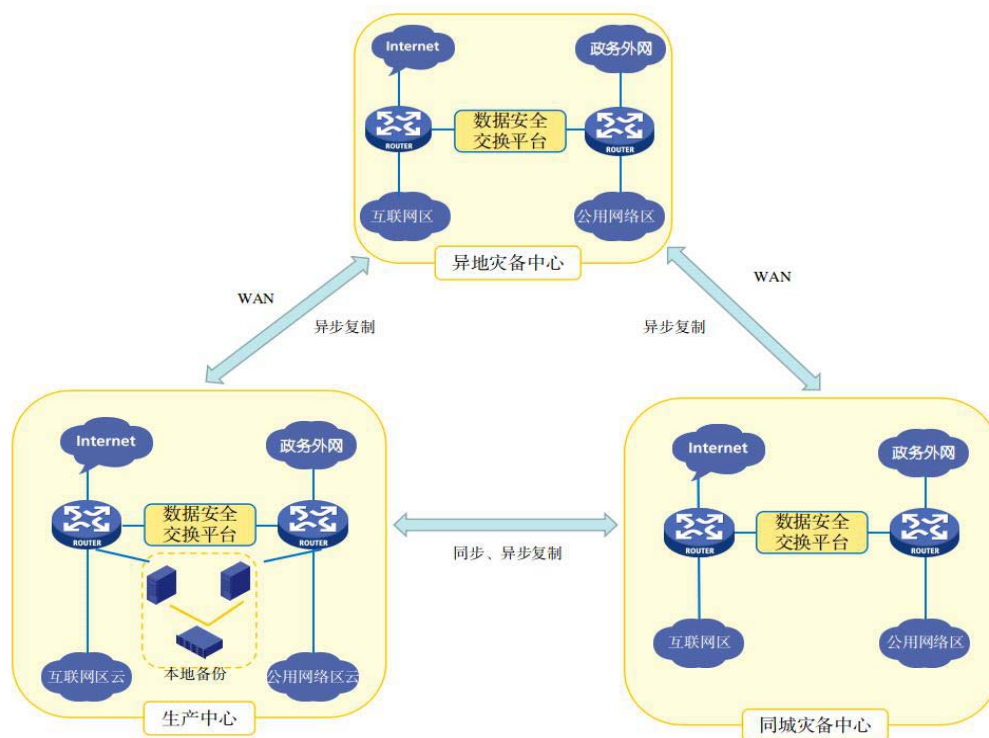 Internet
政务外网
数据安全
交换平台
ROUTER
ROUTER
互联网区
公用网络区
异地灾备中心
WAN
异步复制
WAN
异步复制
Internet
政务外网
数据安全
交换平台
ROUTER
ROUTER
本地备份
互联网区云
公用网络区云
生产中心
同步、异步复制
Internet
政务外网
数据安全
交换平台
ROUTER
ROUTER
互联网区
公用网络区
同城灾备中心